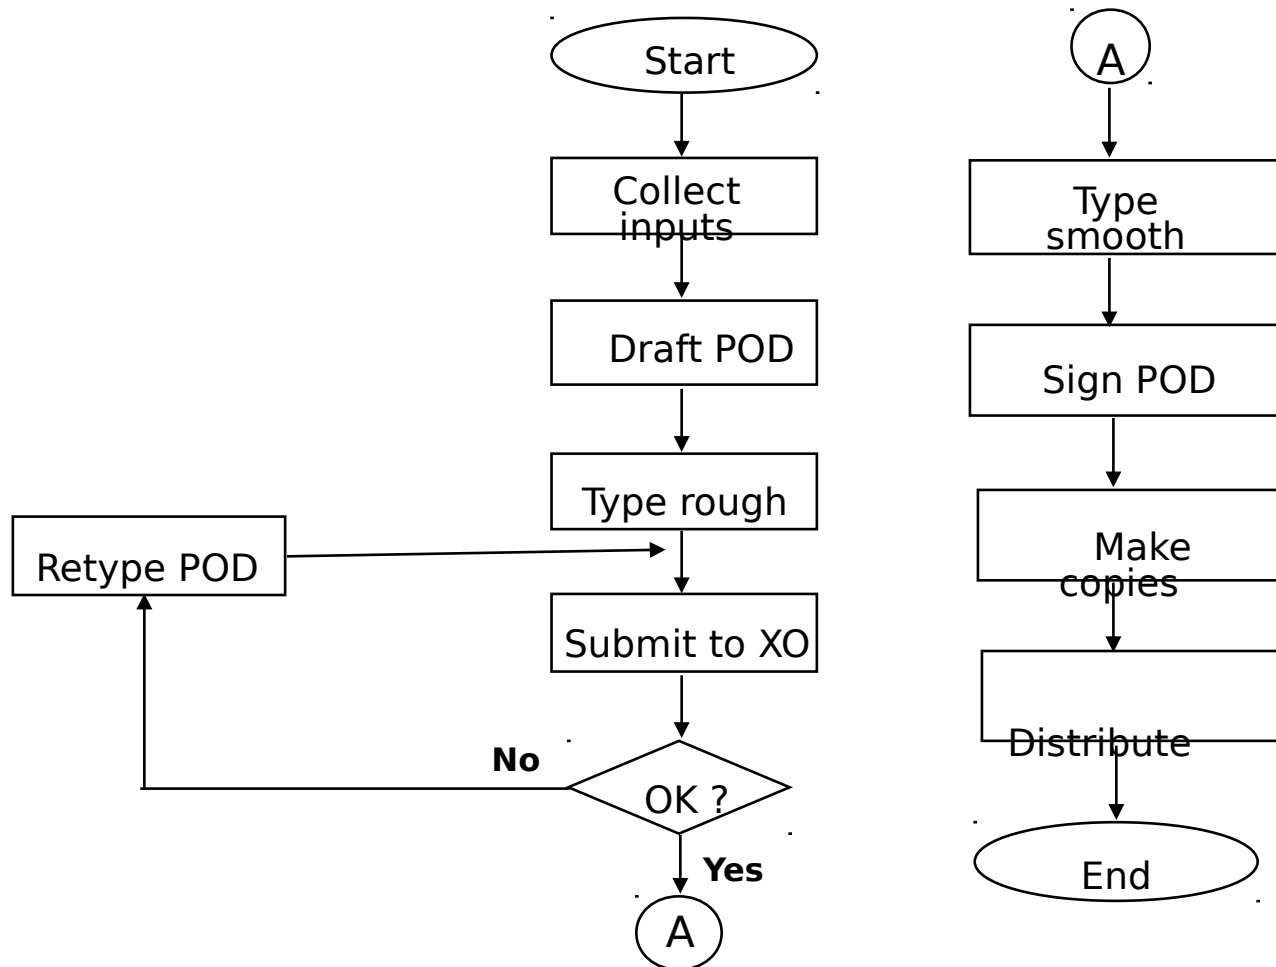 Start
Collect
inputs
Draft POD
Type rough
Retype POD
Submit to XO
No
OK ?
Yes
A
A
Type
smooth
Sign POD
Make
copies
Distribute
End